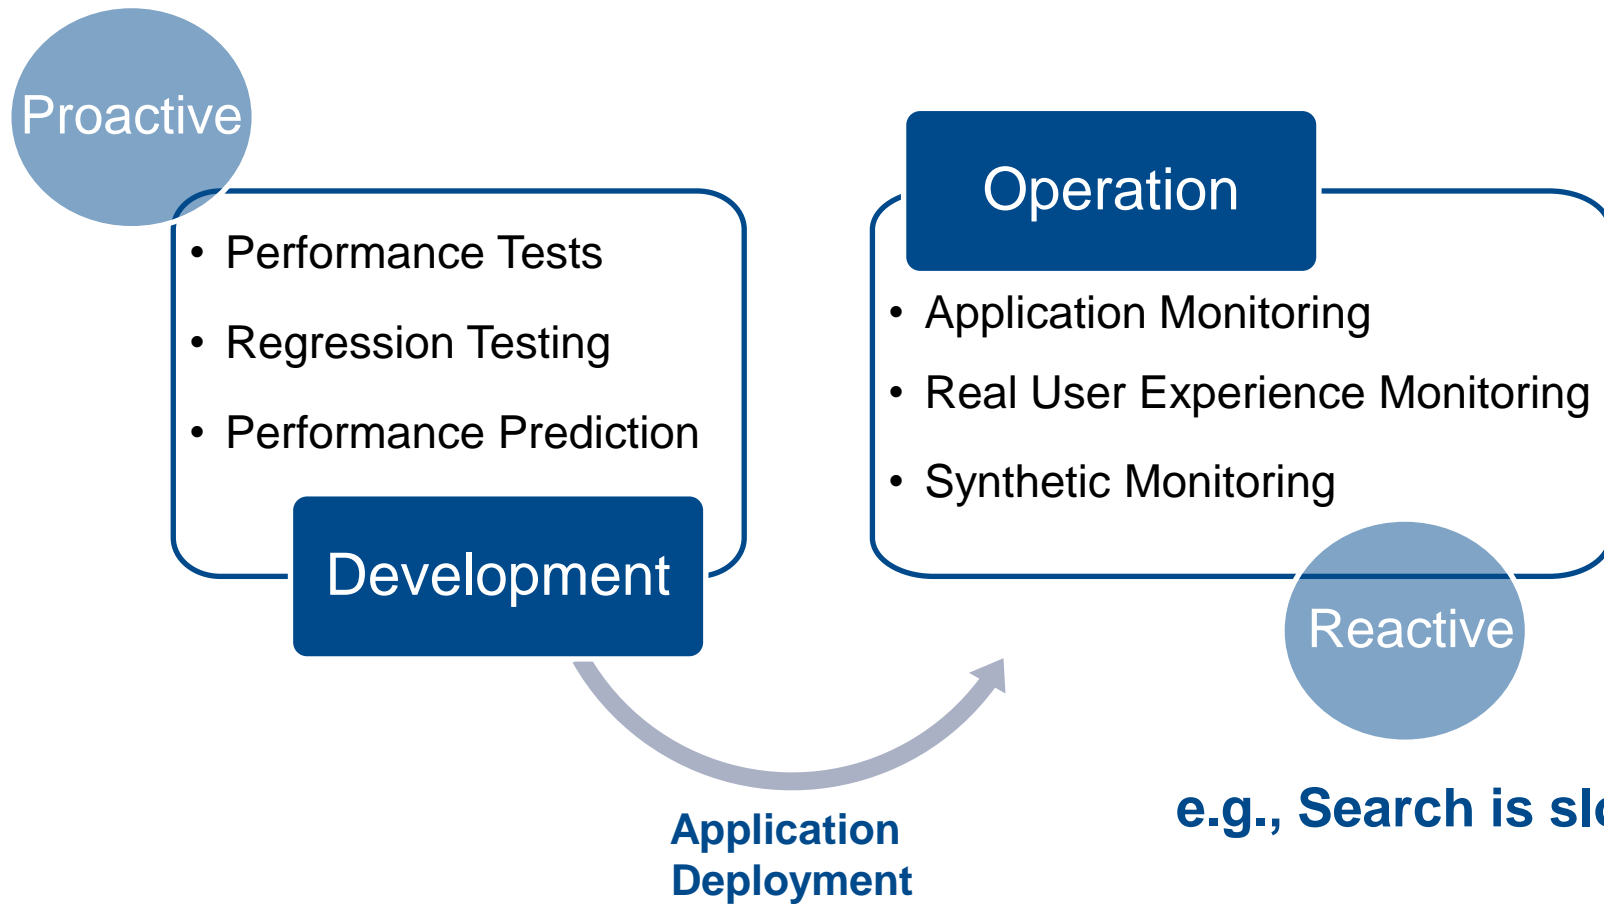 Proactive
• Performance Tests
• Regression Testing
• Performance Prediction
Development
Operation
• Application Monitoring
• Real User Experience Monitoring
• Synthetic Monitoring
Reactive
Application
Deployment
e.g., Search is